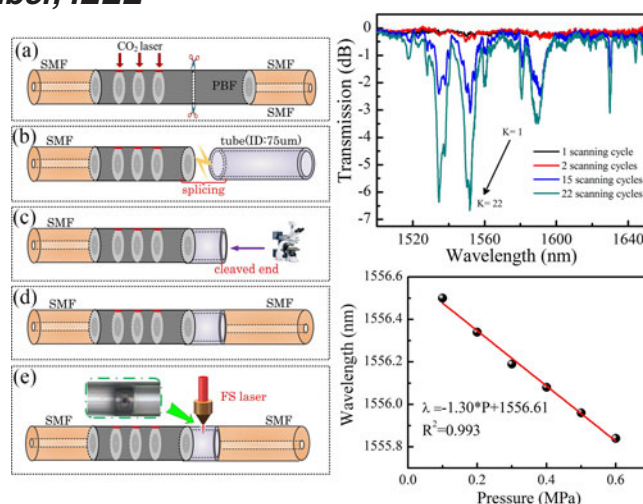 (a)
CO2 laser
SMF
SMF
PBF
SMF
(b)
SMF
tube(ID:75um)
splicing
(c)
SMF
cleaved end
(d)
SMF
SMF
(e)
FS laser
SMF
SMF
Transmission (dB)
0
-1
-2
-3
-4
-5
-6
-7
K= 1
K= 22
1 scanning cycle
2 scanning cycles
15 scanning cycles
22 scanning cycles
1520
1560
1600
1640
Wavelength (nm)
Wavelength (nm)
1556.6
1556.4
1556.2
1556.0
1555.8
λ =-1.30*P+1556.61
R²=0.993
0.0
0.2
0.4
0.6
Pressure (MPa)